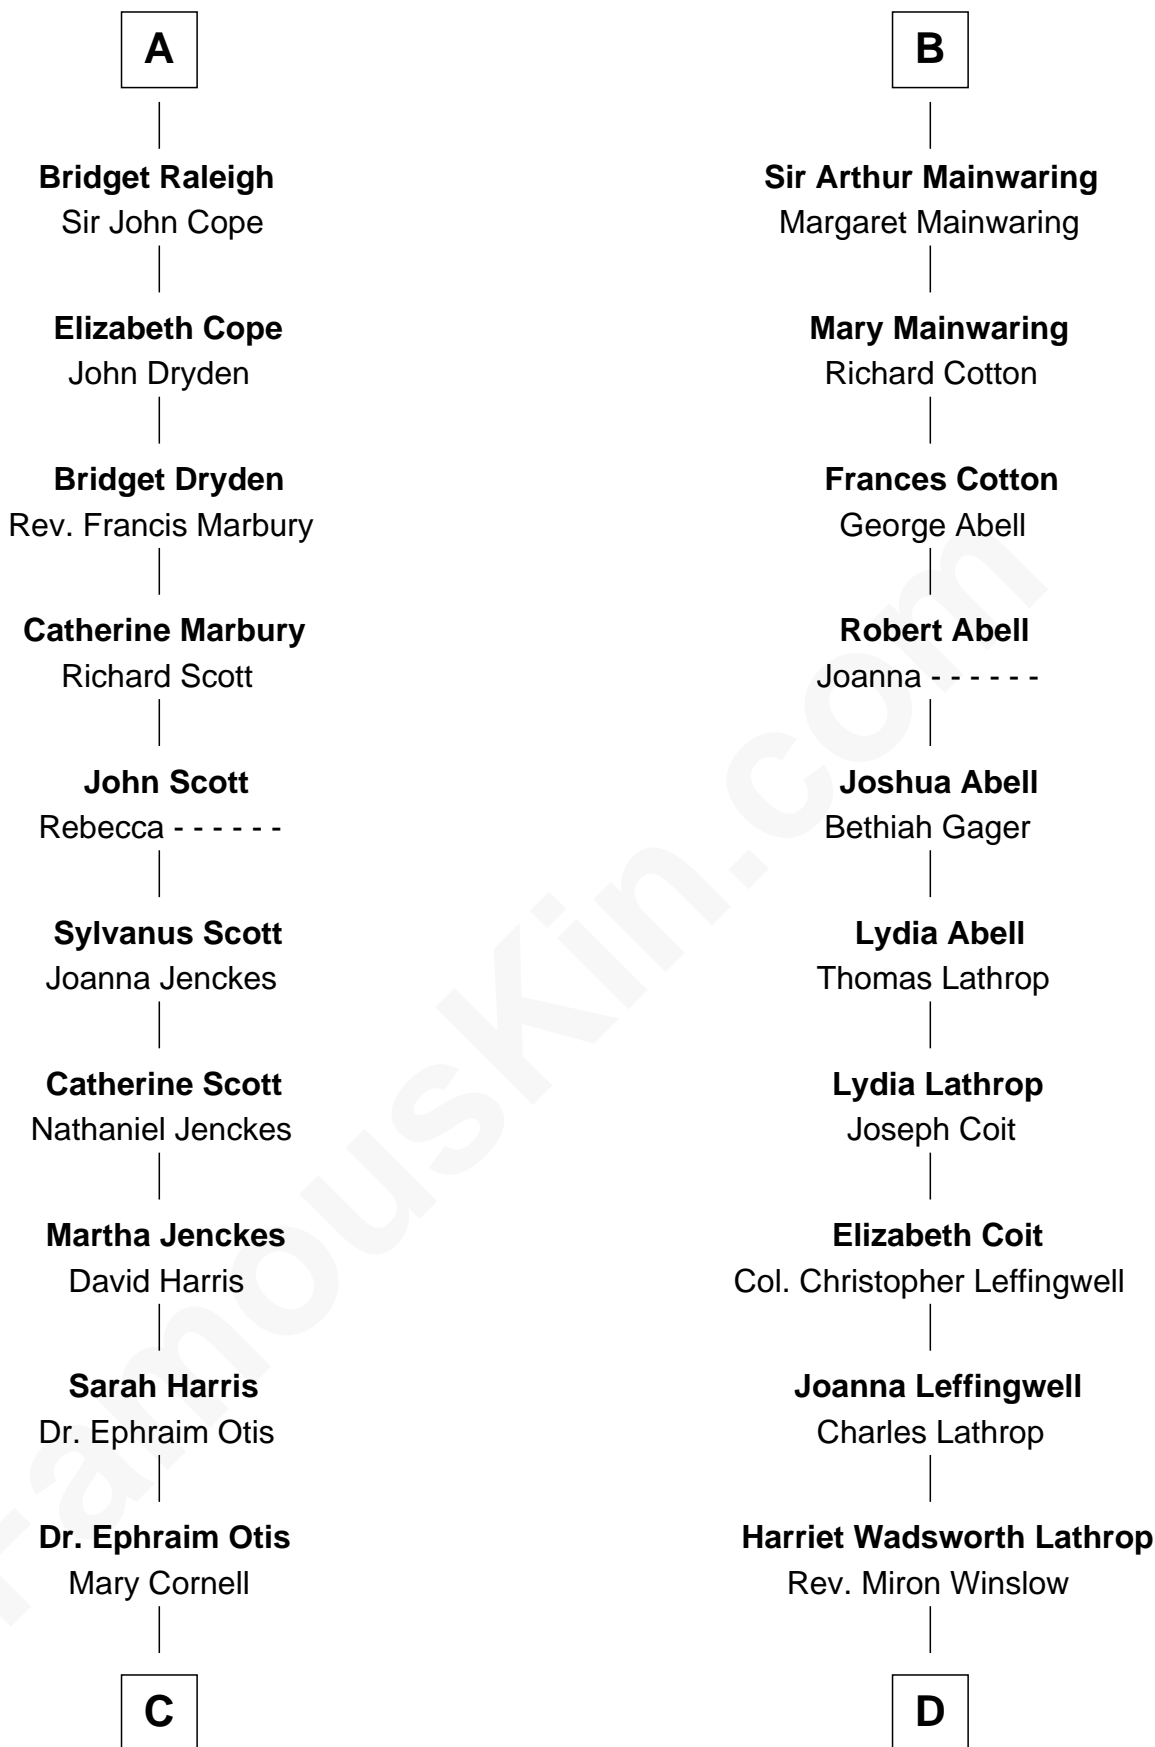 A
Bridget Raleigh
Sir John Cope
Elizabeth Cope
John Dryden
Bridget Dryden
Rev. Francis Marbury
Catherine Marbury
Richard Scott
John Scott
Rebecca - - - - - -
Sylvanus Scott
Joanna Jenckes
Catherine Scott
Nathaniel Jenckes
Martha Jenckes
David Harris
Sarah Harris
Dr. Ephraim Otis
Dr. Ephraim Otis
Mary Cornell
C
B
Sir Arthur Mainwaring
Margaret Mainwaring
Mary Mainwaring
Richard Cotton
Frances Cotton
George Abell
Robert Abell
Joanna - - - - - -
Joshua Abell
Bethiah Gager
Lydia Abell
Thomas Lathrop
Lydia Lathrop
Joseph Coit
Elizabeth Coit
Col. Christopher Leffingwell
Joanna Leffingwell
Charles Lathrop
Harriet Wadsworth Lathrop
Rev. Miron Winslow
D
FamousKin.com